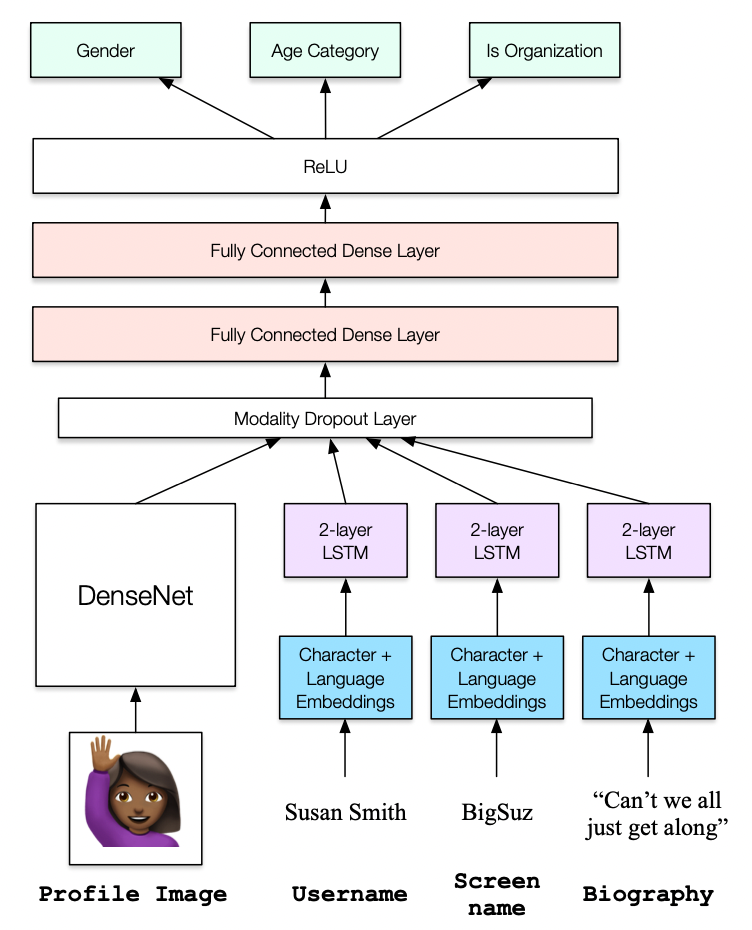 Gender
Age Category
Is Organization
ReLU
Fully Connected Dense Layer
Fully Connected Dense Layer
Modality Dropout Layer
DenseNet
2-layer
LSTM
2-layer
LSTM
2-layer
LSTM
Character +
Language
Embeddings
Character +
Language
Embeddings
Character +
Language
Embeddings
Susan Smith
BigSuz
“Can’t we all
just get along”
Profile Image
Username
Screen
name
Biography